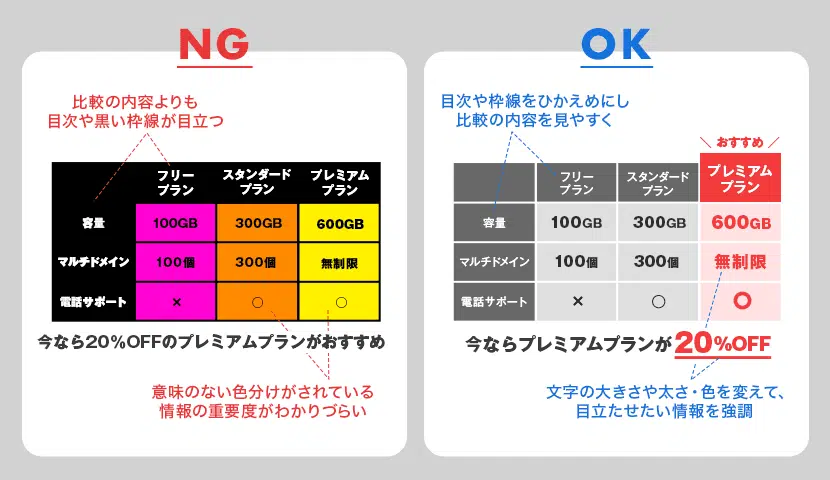 NG
比較の内容よりも
目次や黒い枠線が目立つ
フリー
プラン
スタンダード
プラン
プレミアム
プラン
容量 100GB 300GB 600GB
マルチドメイン 100個 300個 無制限
電話サポート × ○ ○
今なら20%OFFのプレミアムプランがおすすめ
意味のない色分けがされている
情報の重要度がわかりづらい
OK
目次や枠線をひかえめにし
比較の内容を見やすく
\ おすすめ /
フリー
プラン
スタンダード
プラン
プレミアム
プラン
容量 100GB 300GB 600GB
マルチドメイン 100個 300個 無制限
電話サポート × ○ ○
今ならプレミアムプランが20%OFF
文字の大きさや太さ・色を変えて、
目立たせたい情報を強調